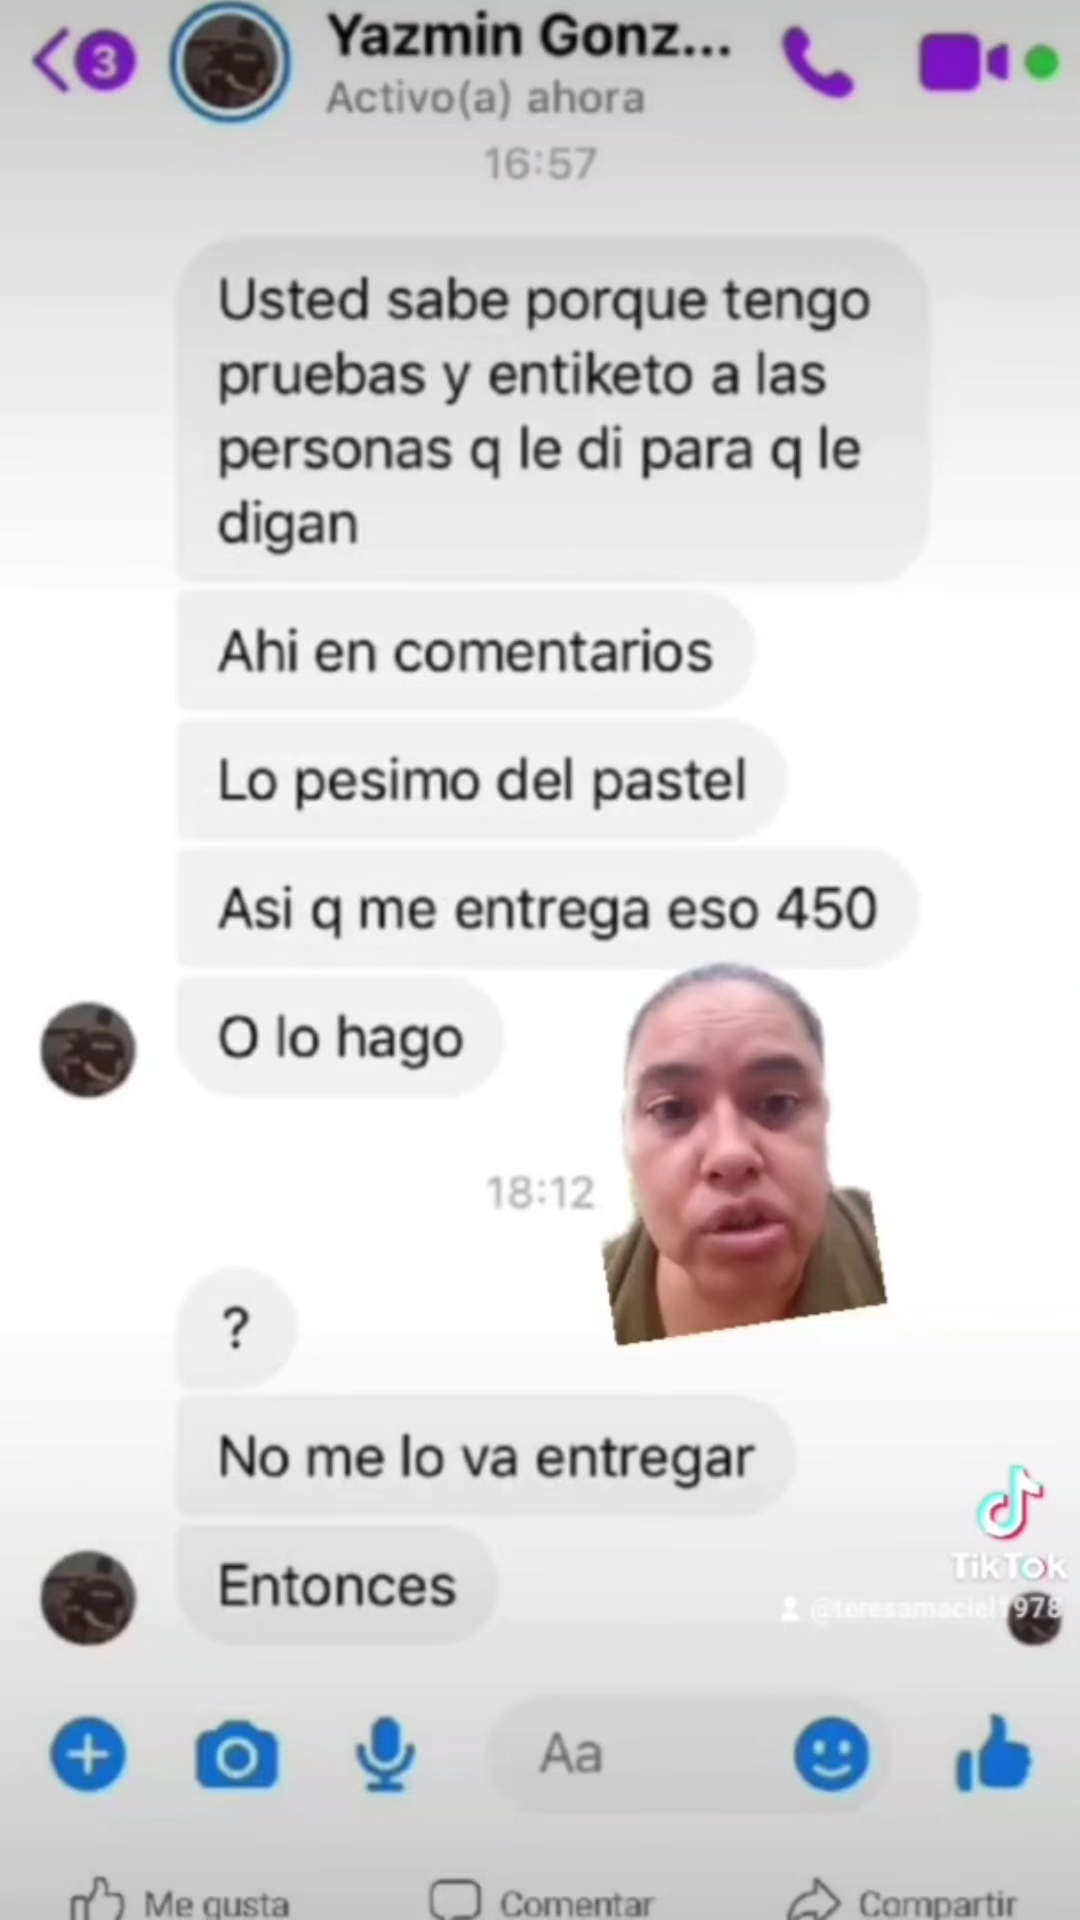 3
Yazmin Gonz...
Activo(a) ahora
16:57
Usted sabe porque tengo
pruebas y entiketo a las
personas q le di para q le
digan
Ahi en comentarios
Lo pesimo del pastel
Asi q me entrega eso 450
O lo hago
18:12
?
No me lo va entregar
Entonces
TikTok
@teresamaciel1978
Aa
Me gusta
Comentar
Compartir